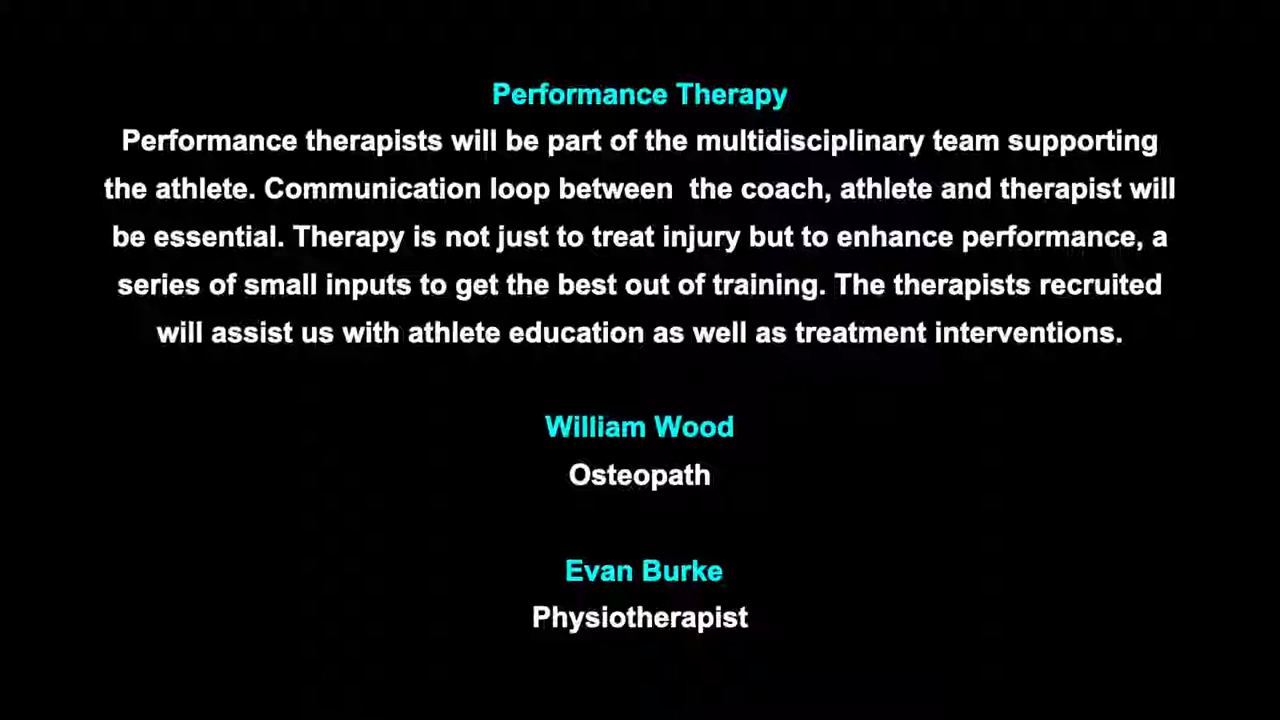 Performance Therapy
Performance therapists will be part of the multidisciplinary team supporting
the athlete. Communication loop between  the coach, athlete and therapist will
be essential. Therapy is not just to treat injury but to enhance performance, a
series of small inputs to get the best out of training. The therapists recruited
will assist us with athlete education as well as treatment interventions.
William Wood
Osteopath
Evan Burke
Physiotherapist